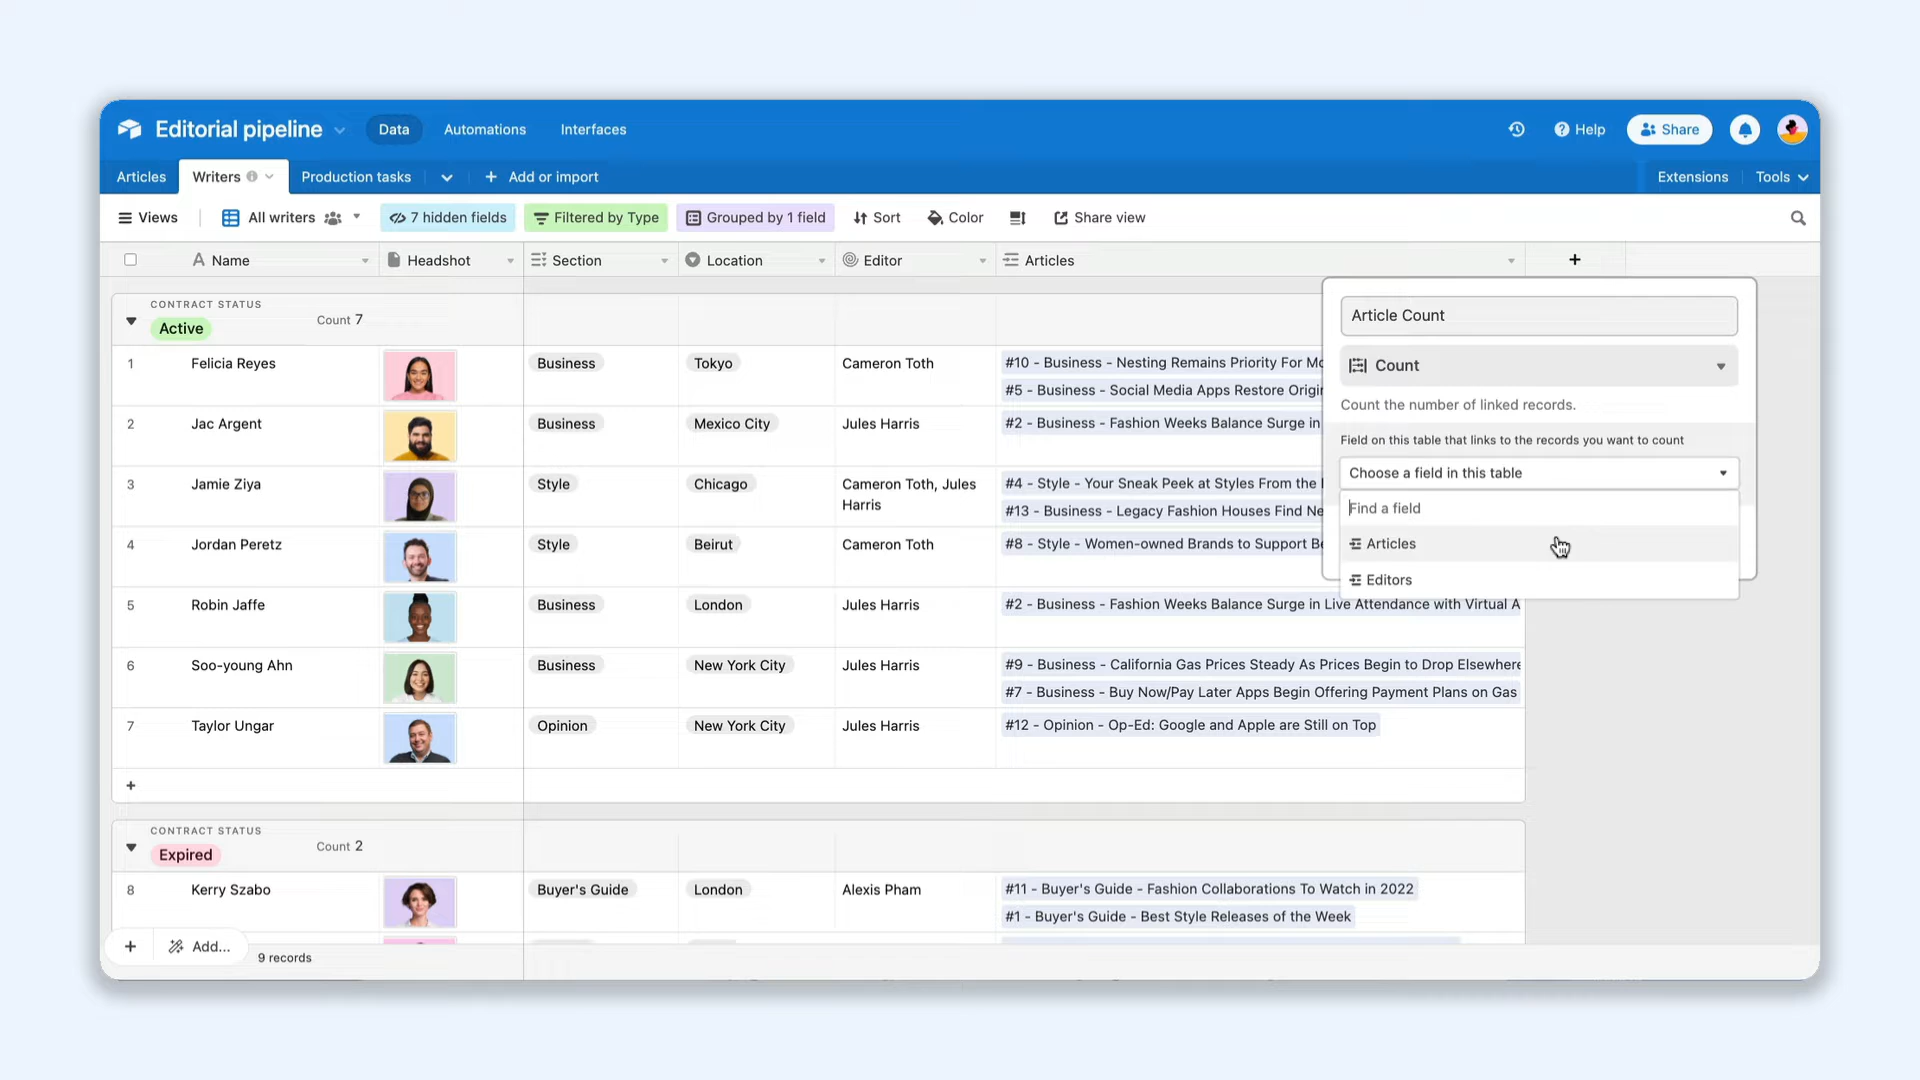 Editorial pipeline
Data
Automations
Interfaces
Help
Share
Articles
Writers
Production tasks
+ Add or import
Extensions
Tools
Views
All writers
7 hidden fields
Filtered by Type
Grouped by 1 field
Sort
Color
Share view
Name
Headshot
Section
Location
Editor
Articles
+
CONTRACT STATUS
Active
Count 7
1 Felicia Reyes Business Tokyo Cameron Toth #10 - Business - Nesting Remains Priority For Mo
#5 - Business - Social Media Apps Restore Origin
2 Jac Argent Business Mexico City Jules Harris #2 - Business - Fashion Weeks Balance Surge in
3 Jamie Ziya Style Chicago Cameron Toth, Jules #4 - Style - Your Sneak Peek at Styles From the
Harris #13 - Business - Legacy Fashion Houses Find Ne
4 Jordan Peretz Style Beirut Cameron Toth #8 - Style - Women-owned Brands to Support Be
5 Robin Jaffe Business London Jules Harris #2 - Business - Fashion Weeks Balance Surge in Live Attendance with Virtual A
6 Soo-young Ahn Business New York City Jules Harris #9 - Business - California Gas Prices Steady As Prices Begin to Drop Elsewhere
#7 - Business - Buy Now/Pay Later Apps Begin Offering Payment Plans on Gas
7 Taylor Ungar Opinion New York City Jules Harris #12 - Opinion - Op-Ed: Google and Apple are Still on Top
+
Article Count
Count
Count the number of linked records.
Field on this table that links to the records you want to count
Choose a field in this table
Find a field
Articles
Editors
CONTRACT STATUS
Expired
Count 2
8 Kerry Szabo Buyer's Guide London Alexis Pham #11 - Buyer's Guide - Fashion Collaborations To Watch in 2022
#1 - Buyer's Guide - Best Style Releases of the Week
+ Add...
9 records